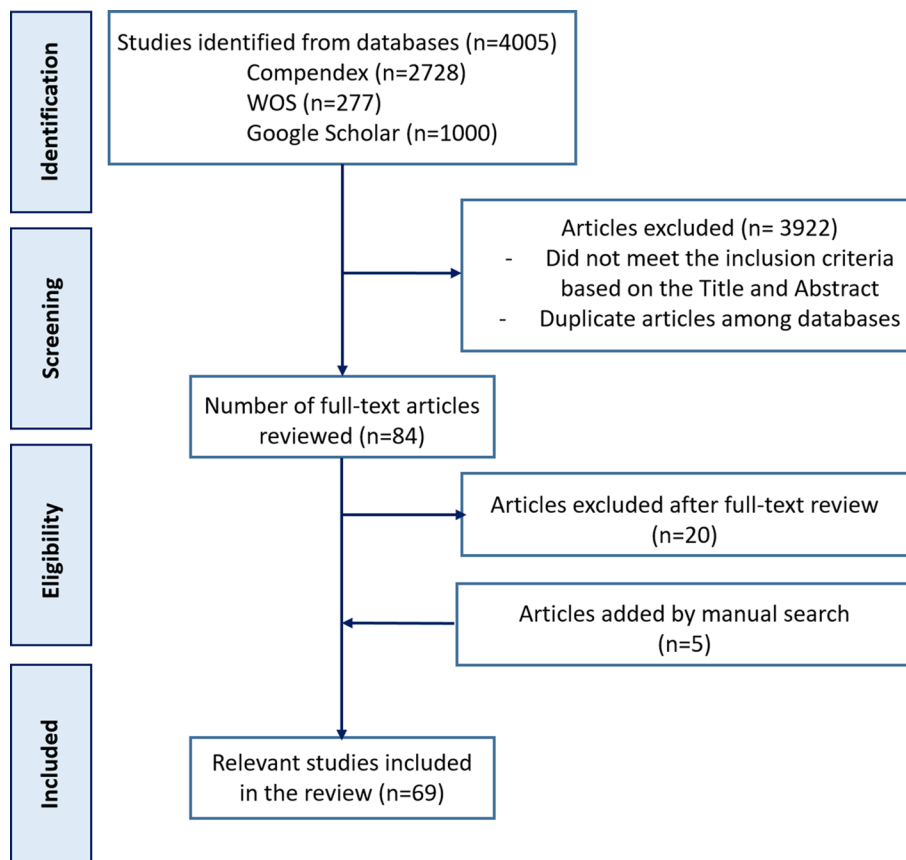 Identification
Studies identified from databases (n=4005)
Compendex (n=2728)
WOS (n=277)
Google Scholar (n=1000)
Screening
Articles excluded (n= 3922)
- Did not meet the inclusion criteria
based on the Title and Abstract
- Duplicate articles among databases
Number of full-text articles
reviewed (n=84)
Eligibility
Articles excluded after full-text review
(n=20)
Articles added by manual search
(n=5)
Included
Relevant studies included
in the review (n=69)